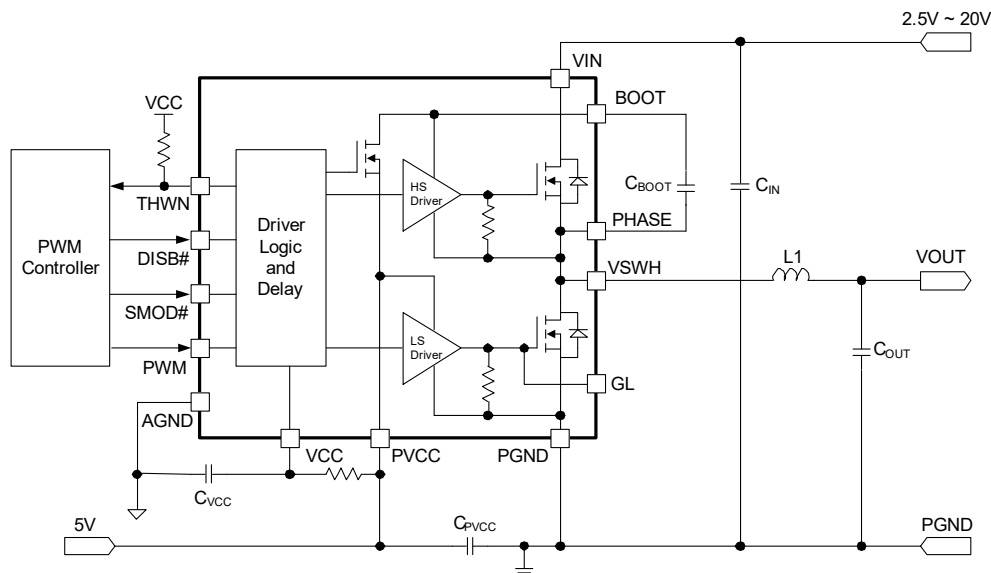 2.5V ~ 20V
VIN
BOOT
VCC
THWN
DISB#
SMOD#
PWM
AGND
PWM
Controller
Driver
Logic
and
Delay
HS
Driver
LS
Driver
CBOOT
CIN
PHASE
VSWH
L1
VOUT
COUT
GL
VCC
PVCC
PGND
CVCC
5V
CPVCC
PGND